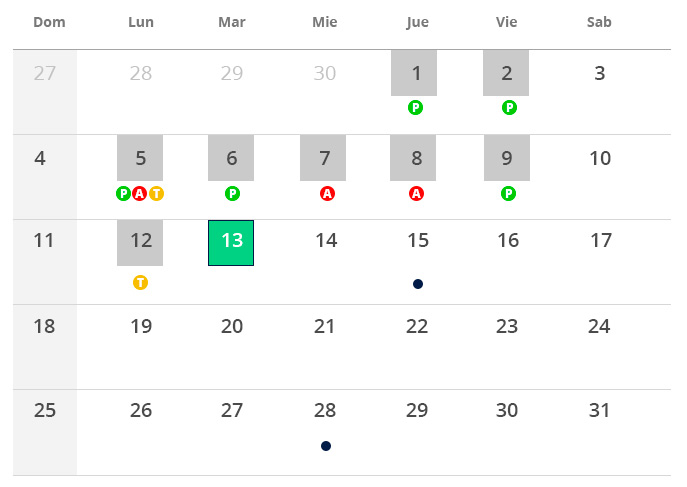 Dom Lun Mar Mie Jue Vie Sab
27 28 29 30 1 2 3
P P
4 5 6 7 8 9 10
P A T P A A P
11 12 13 14 15 16 17
T
18 19 20 21 22 23 24
25 26 27 28 29 30 31